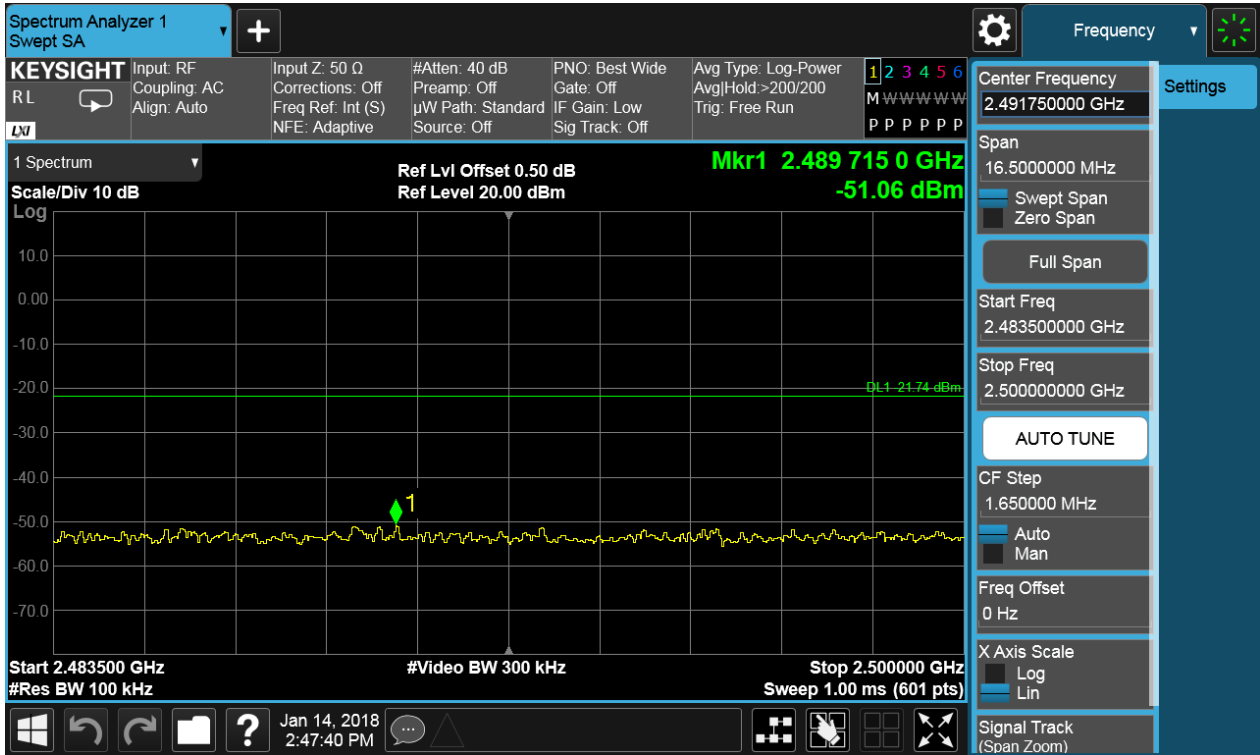 Spectrum Analyzer 1
Swept SA
Frequency
KEYSIGHT
RL
LXI
Input: RF
Coupling: AC
Align: Auto
Input Z: 50 Ω
Corrections: Off
Freq Ref: Int (S)
NFE: Adaptive
#Atten: 40 dB
Preamp: Off
µW Path: Standard
Source: Off
PNO: Best Wide
Gate: Off
IF Gain: Low
Sig Track: Off
Avg Type: Log-Power
Avg|Hold:>200/200
Trig: Free Run
1 2 3 4 5 6
M W W W W W
P P P P P P
1 Spectrum
Scale/Div 10 dB
Log
Ref Lvl Offset 0.50 dB
Ref Level 20.00 dBm
Mkr1 2.489 715 0 GHz
-51.06 dBm
10.0
0.00
-10.0
-20.0
-30.0
-40.0
-50.0
-60.0
-70.0
DL1 -21.74 dBm
1
Start 2.483500 GHz
#Res BW 100 kHz
#Video BW 300 kHz
Stop 2.500000 GHz
Sweep 1.00 ms (601 pts)
Center Frequency
2.491750000 GHz
Span
16.5000000 MHz
Swept Span
Zero Span
Full Span
Start Freq
2.483500000 GHz
Stop Freq
2.500000000 GHz
AUTO TUNE
CF Step
1.650000 MHz
Auto
Man
Freq Offset
0 Hz
X Axis Scale
Log
Lin
Signal Track
(Span Zoom)
Settings
?
Jan 14, 2018
2:47:40 PM